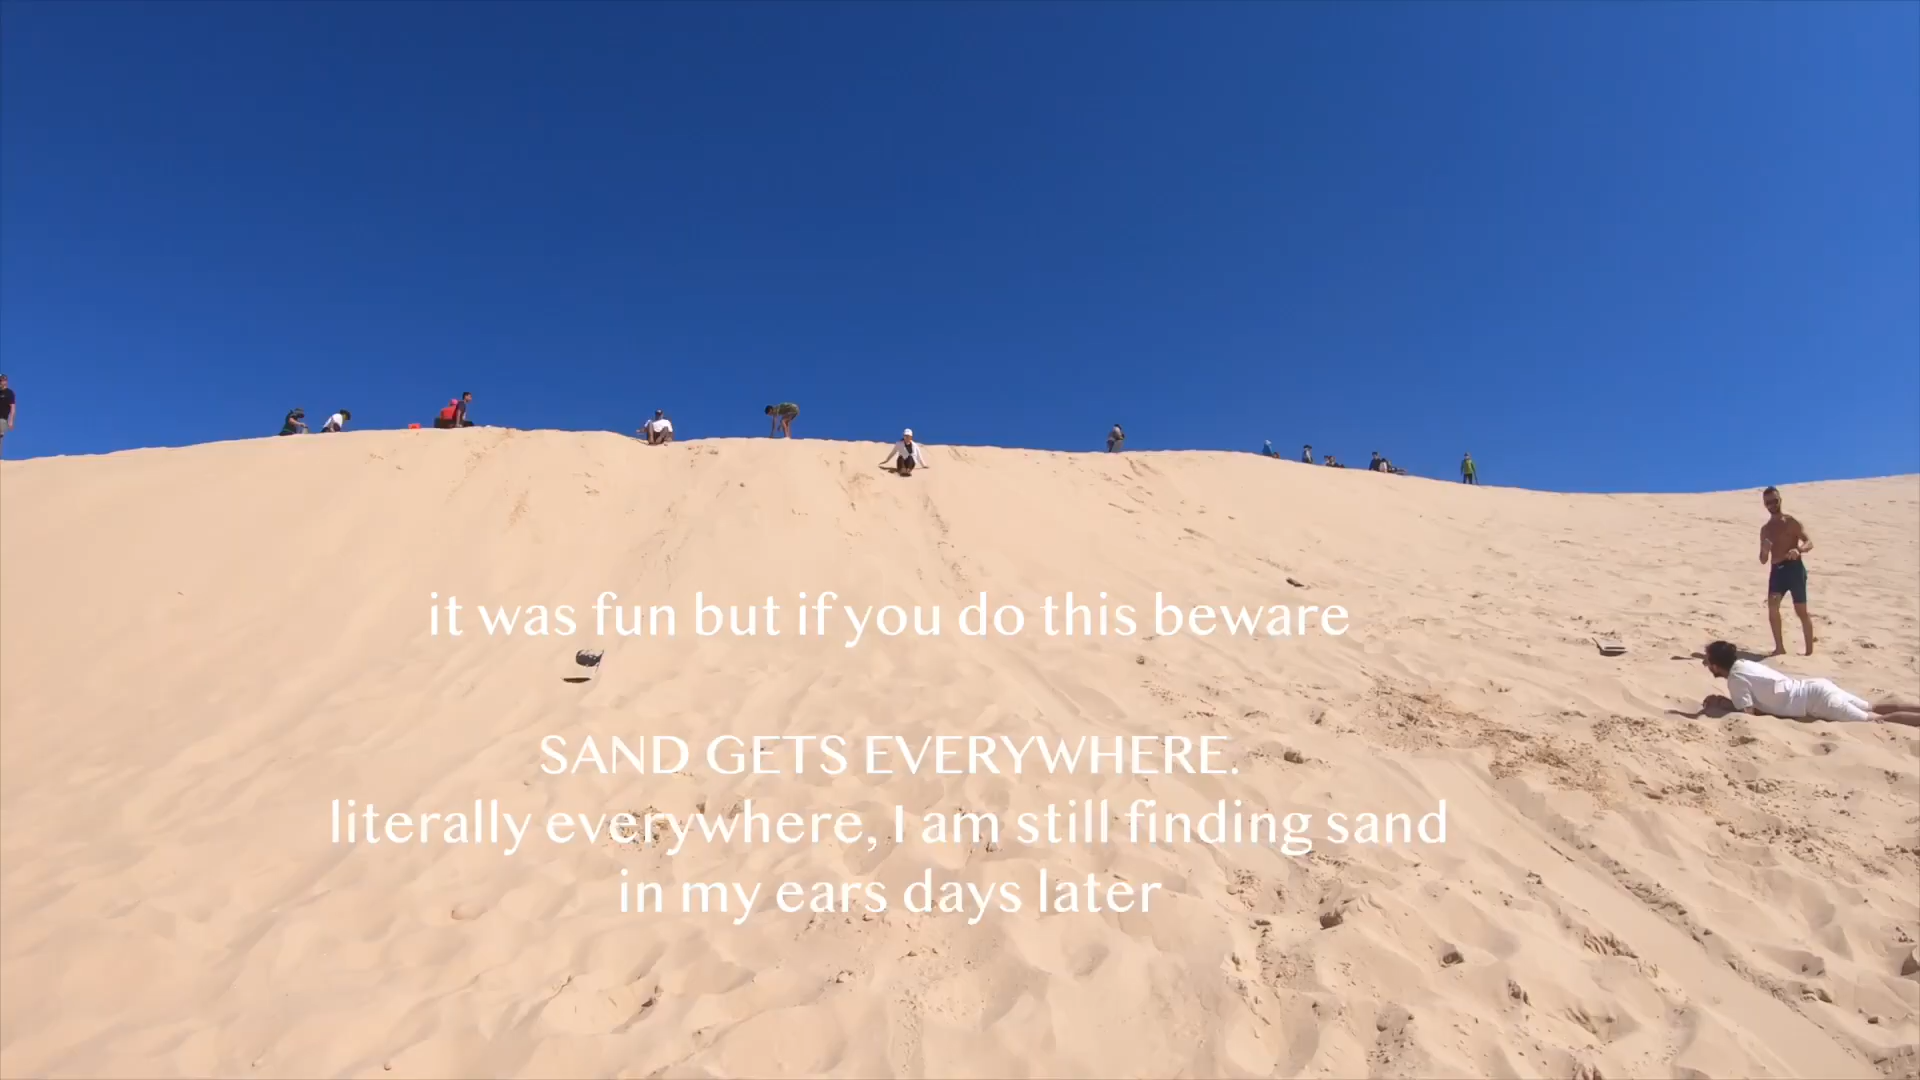 it was fun but if you do this beware
SAND GETS EVERYWHERE.
literally everywhere, I am still finding sand
in my ears days later